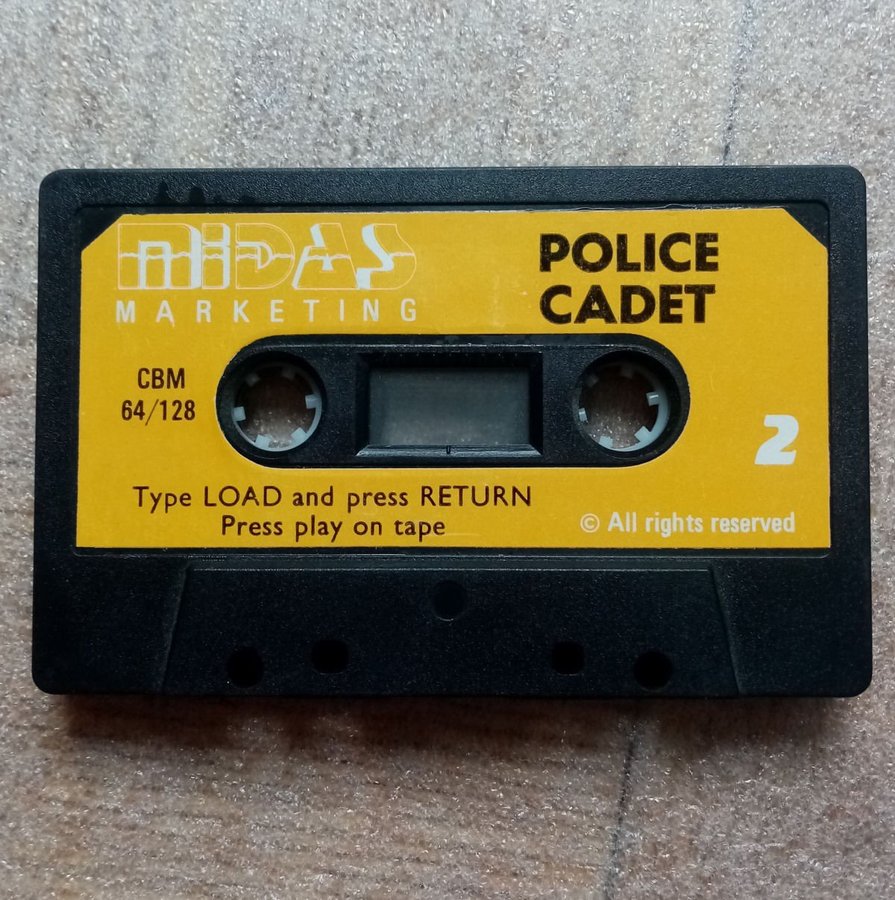 MIDAS
MARKETING
POLICE
CADET
CBM
64/128
2
Type LOAD and press RETURN
Press play on tape
© All rights reserved